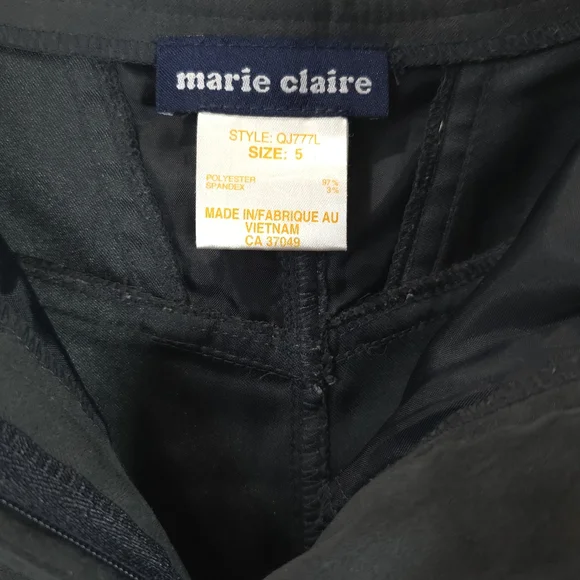 marie claire
STYLE: QJ777L
SIZE: 5
POLYESTER 97%
SPANDEX 3%
MADE IN/FABRIQUE AU
VIETNAM
CA 37049